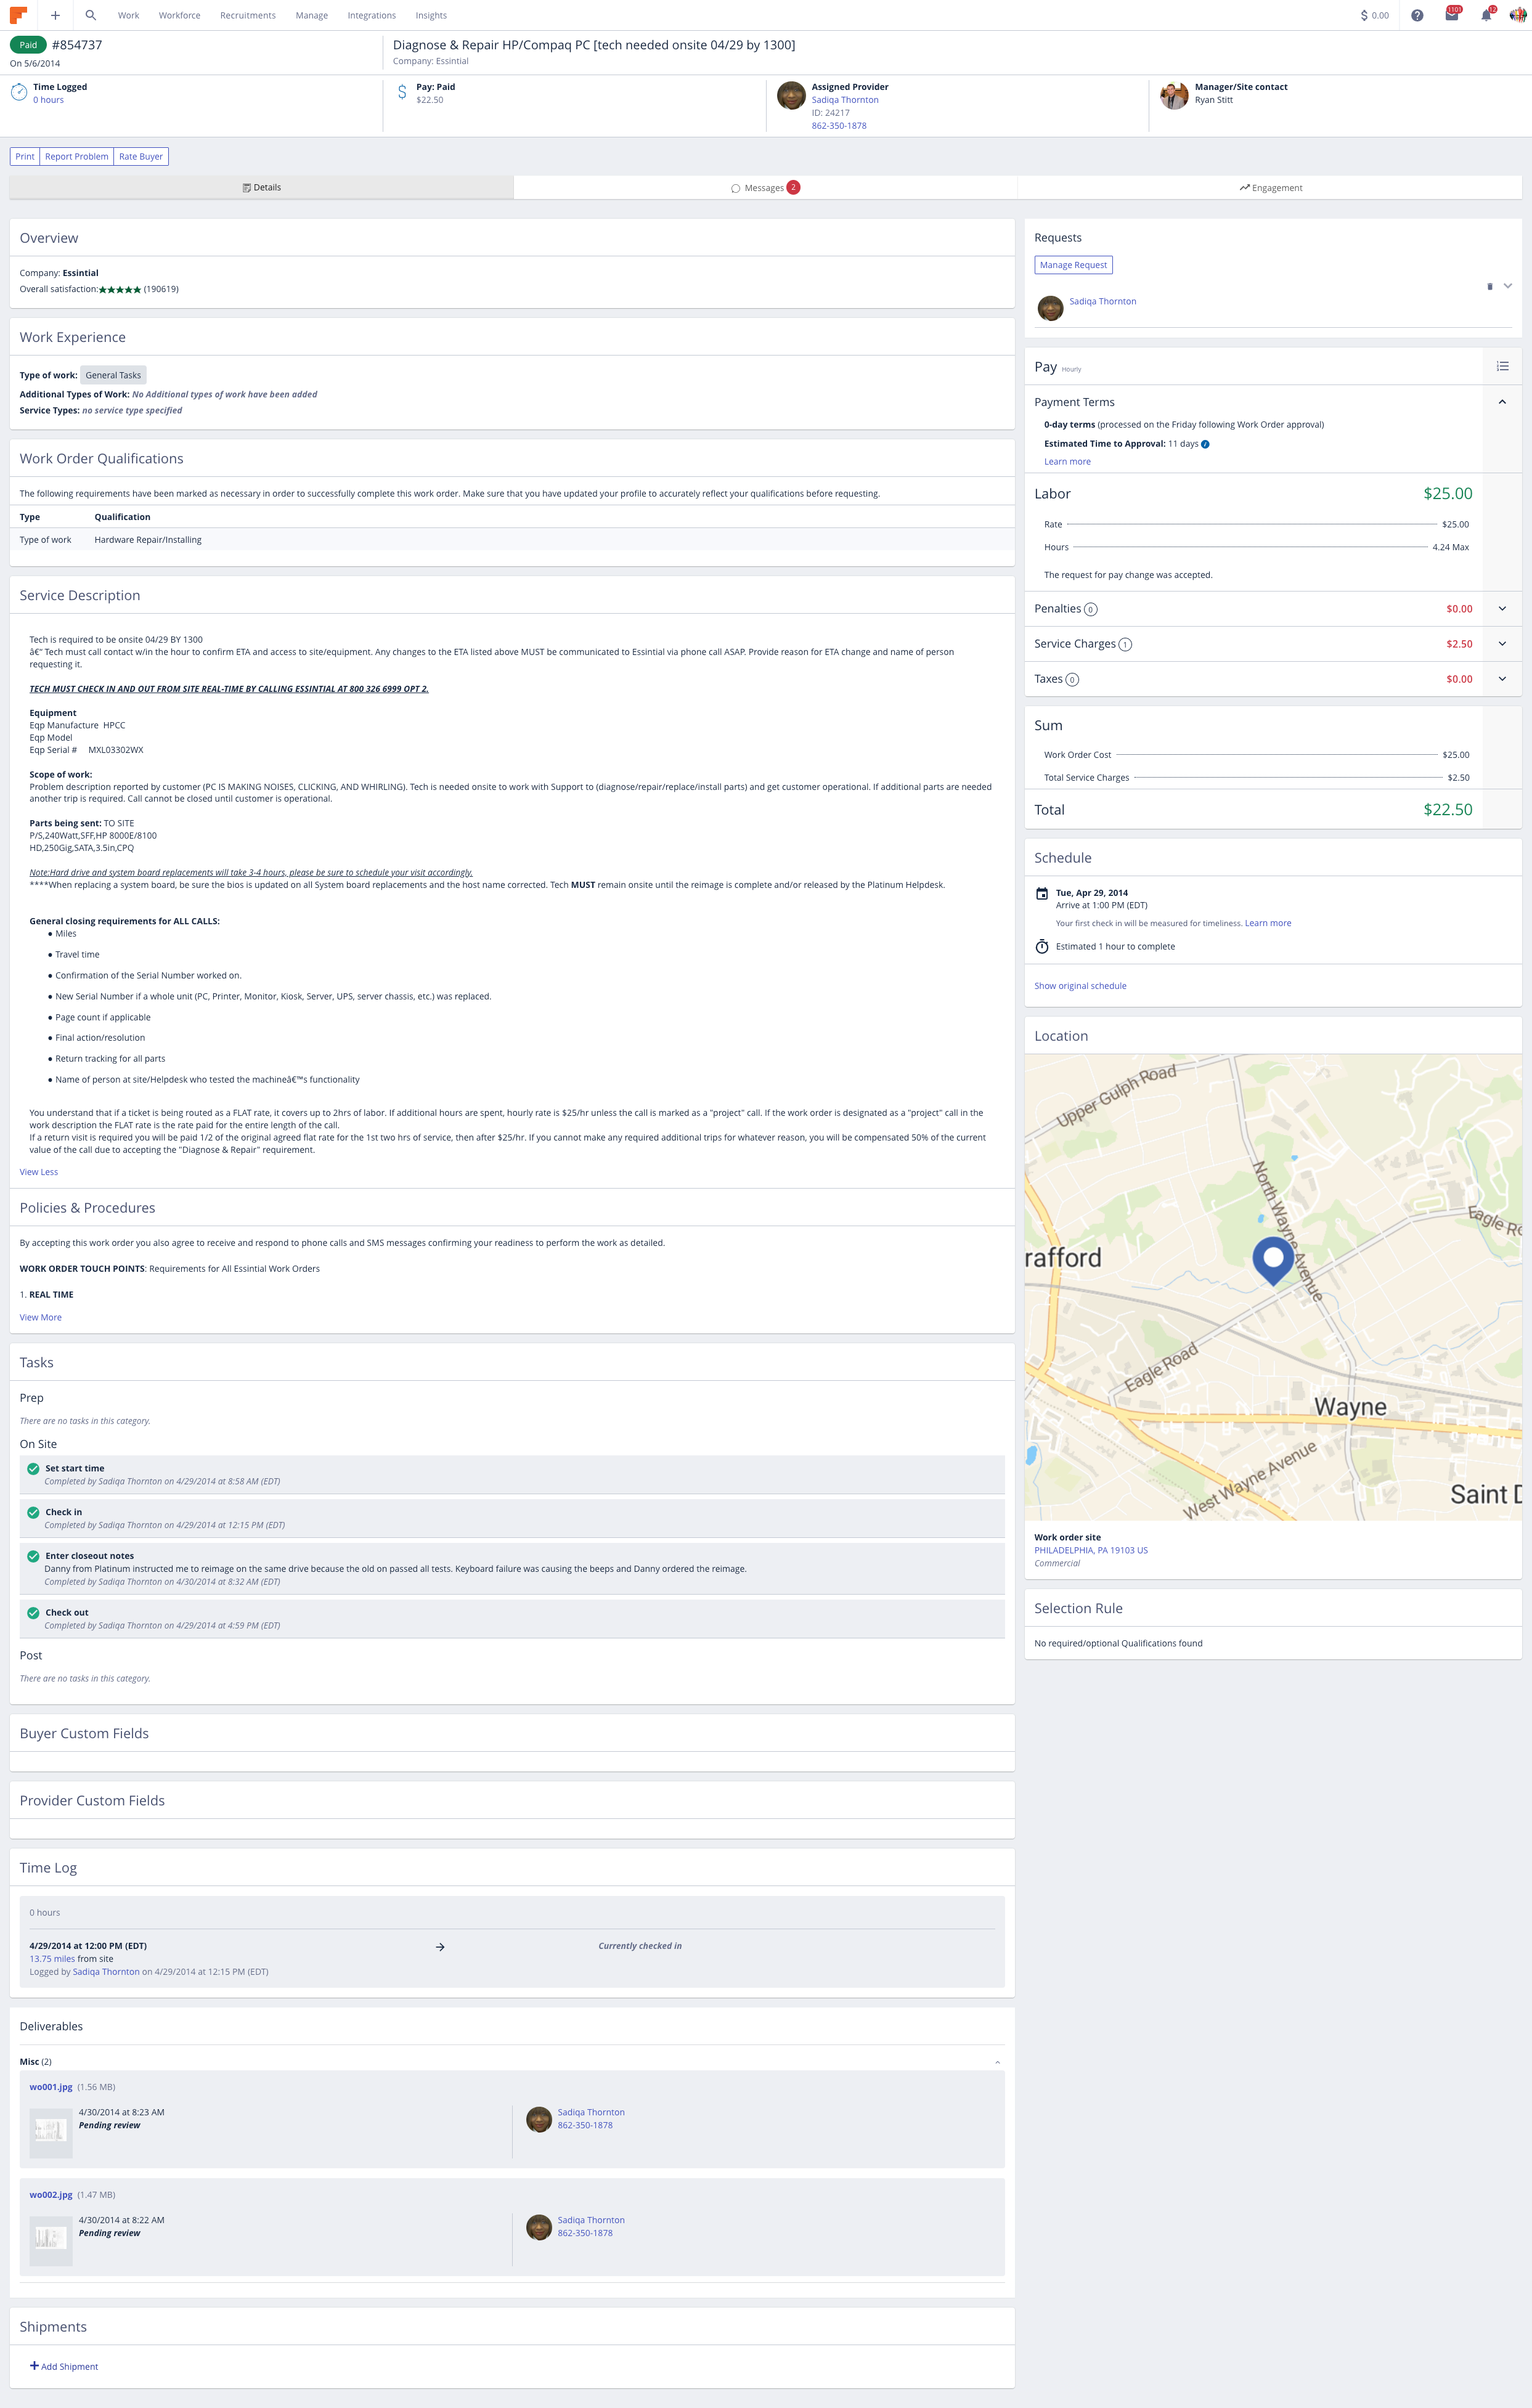 Work Workforce Recruitments Manage Integrations Insights
$ 0.00 1101 12
Paid #854737
On 5/6/2014
Diagnose & Repair HP/Compaq PC [tech needed onsite 04/29 by 1300]
Company: Essintial
Time Logged
0 hours
Pay: Paid
$22.50
Assigned Provider
Sadiqa Thornton
ID: 24217
862-350-1878
Manager/Site contact
Ryan Stitt
Print Report Problem Rate Buyer
Details
Messages 2
Engagement
Overview
Company: Essintial
Overall satisfaction:★★★★★ (190619)
Work Experience
Type of work: General Tasks
Additional Types of Work: No Additional types of work have been added
Service Types: no service type specified
Work Order Qualifications
The following requirements have been marked as necessary in order to successfully complete this work order. Make sure that you have updated your profile to accurately reflect your qualifications before requesting.
Type Qualification
Type of work Hardware Repair/Installing
Service Description
Tech is required to be onsite 04/29 BY 1300
â€" Tech must call contact w/in the hour to confirm ETA and access to site/equipment. Any changes to the ETA listed above MUST be communicated to Essintial via phone call ASAP. Provide reason for ETA change and name of person
requesting it.
TECH MUST CHECK IN AND OUT FROM SITE REAL-TIME BY CALLING ESSINTIAL AT 800 326 6999 OPT 2.
Equipment
Eqp Manufacture HPCC
Eqp Model
Eqp Serial # MXL03302WX
Scope of work:
Problem description reported by customer (PC IS MAKING NOISES, CLICKING, AND WHIRLING). Tech is needed onsite to work with Support to (diagnose/repair/replace/install parts) and get customer operational. If additional parts are needed
another trip is required. Call cannot be closed until customer is operational.
Parts being sent: TO SITE
P/S,240Watt,SFF,HP 8000E/8100
HD,250Gig,SATA,3.5in,CPQ
Note:Hard drive and system board replacements will take 3-4 hours, please be sure to schedule your visit accordingly.
****When replacing a system board, be sure the bios is updated on all System board replacements and the host name corrected. Tech MUST remain onsite until the reimage is complete and/or released by the Platinum Helpdesk.
General closing requirements for ALL CALLS:
● Miles
● Travel time
● Confirmation of the Serial Number worked on.
● New Serial Number if a whole unit (PC, Printer, Monitor, Kiosk, Server, UPS, server chassis, etc.) was replaced.
● Page count if applicable
● Final action/resolution
● Return tracking for all parts
● Name of person at site/Helpdesk who tested the machineâ€™s functionality
You understand that if a ticket is being routed as a FLAT rate, it covers up to 2hrs of labor. If additional hours are spent, hourly rate is $25/hr unless the call is marked as a "project" call. If the work order is designated as a "project" call in the
work description the FLAT rate is the rate paid for the entire length of the call.
If a return visit is required you will be paid 1/2 of the original agreed flat rate for the 1st two hrs of service, then after $25/hr. If you cannot make any required additional trips for whatever reason, you will be compensated 50% of the current
value of the call due to accepting the "Diagnose & Repair" requirement.
View Less
Policies & Procedures
By accepting this work order you also agree to receive and respond to phone calls and SMS messages confirming your readiness to perform the work as detailed.
WORK ORDER TOUCH POINTS: Requirements for All Essintial Work Orders
1. REAL TIME
View More
Tasks
Prep
There are no tasks in this category.
On Site
Set start time
Completed by Sadiqa Thornton on 4/29/2014 at 8:58 AM (EDT)
Check in
Completed by Sadiqa Thornton on 4/29/2014 at 12:15 PM (EDT)
Enter closeout notes
Danny from Platinum instructed me to reimage on the same drive because the old on passed all tests. Keyboard failure was causing the beeps and Danny ordered the reimage.
Completed by Sadiqa Thornton on 4/30/2014 at 8:32 AM (EDT)
Check out
Completed by Sadiqa Thornton on 4/29/2014 at 4:59 PM (EDT)
Post
There are no tasks in this category.
Buyer Custom Fields
Provider Custom Fields
Time Log
0 hours
4/29/2014 at 12:00 PM (EDT) → Currently checked in
13.75 miles from site
Logged by Sadiqa Thornton on 4/29/2014 at 12:15 PM (EDT)
Deliverables
Misc (2)
wo001.jpg (1.56 MB)
4/30/2014 at 8:23 AM
Pending review
Sadiqa Thornton
862-350-1878
wo002.jpg (1.47 MB)
4/30/2014 at 8:22 AM
Pending review
Sadiqa Thornton
862-350-1878
Shipments
+ Add Shipment
Requests
Manage Request
Sadiqa Thornton
Pay Hourly
Payment Terms
0-day terms (processed on the Friday following Work Order approval)
Estimated Time to Approval: 11 days
Learn more
Labor $25.00
Rate $25.00
Hours 4.24 Max
The request for pay change was accepted.
Penalties 0 $0.00
Service Charges 1 $2.50
Taxes 0 $0.00
Sum
Work Order Cost $25.00
Total Service Charges $2.50
Total $22.50
Schedule
Tue, Apr 29, 2014
Arrive at 1:00 PM (EDT)
Your first check in will be measured for timeliness. Learn more
Estimated 1 hour to complete
Show original schedule
Location
Upper Gulph Road
North Wayne Avenue
Eagle Ro
rafford
Eagle Road
Wayne
West Wayne Avenue
Saint D
Work order site
PHILADELPHIA, PA 19103 US
Commercial
Selection Rule
No required/optional Qualifications found